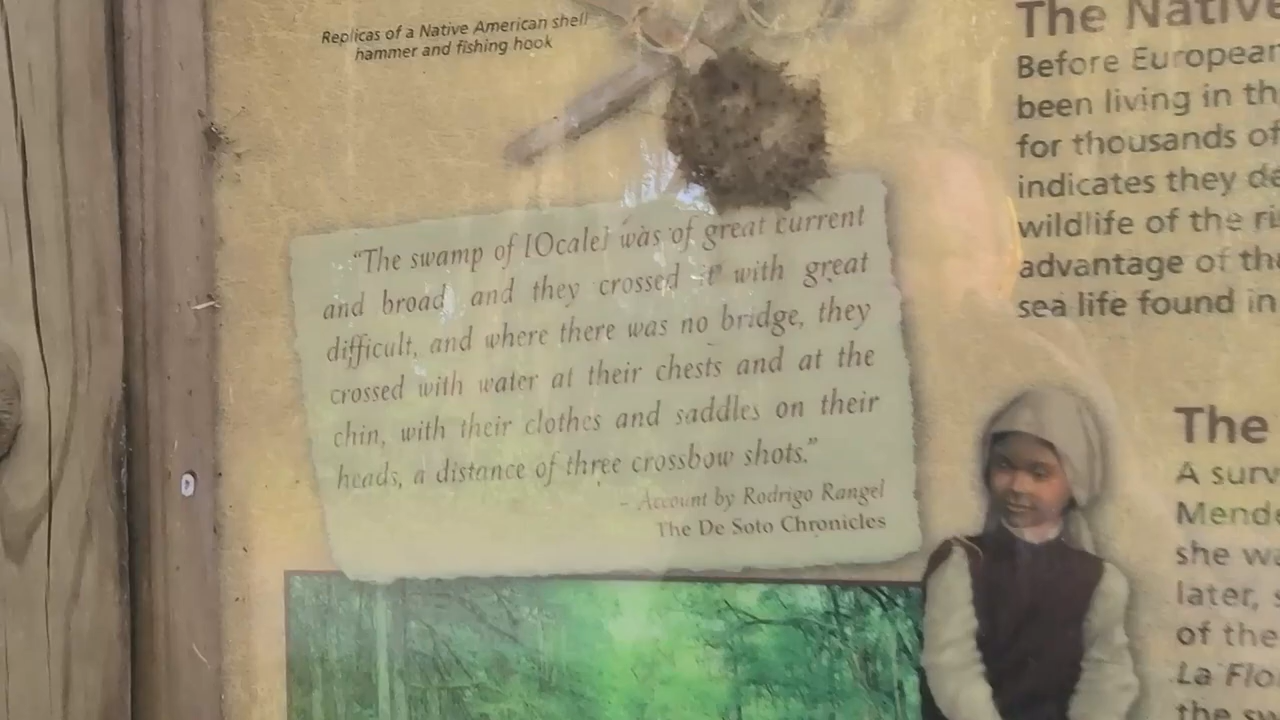 Replicas of a Native American shell
hammer and fishing hook
"The swamp of [Ocale] was of great current
and broad, and they crossed it with great
difficult, and where there was no bridge, they
crossed with water at their chests and at the
chin, with their clothes and saddles on their
heads, a distance of three crossbow shots."
– Account by Rodrigo Rangel
The De Soto Chronicles
The Native
Before European
been living in th
for thousands of
indicates they de
wildlife of the ri
advantage of the
sea life found in
The
A surv
Mende
she wa
later, s
of the
La Flo
the su